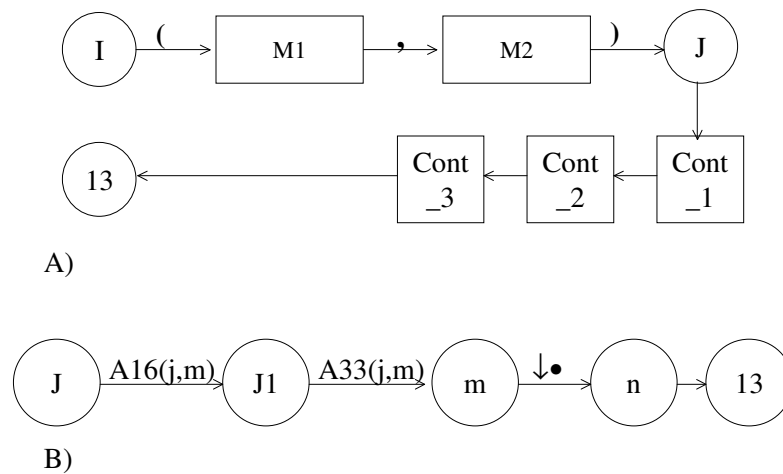 I ( M1 , M2 ) J
13 Cont _3 Cont _2 Cont _1
A)
J A16(j,m) J1 A33(j,m) m ↓● n 13
B)